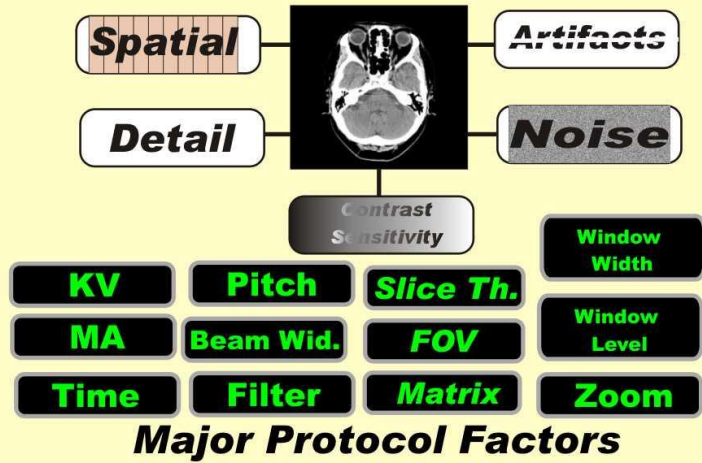 Spatial
Artifacts
Detail
Noise
Contrast
Sensitivity
Window
Width
KV
Pitch
Slice Th.
MA
Beam Wid.
FOV
Window
Level
Time
Filter
Matrix
Zoom
Major Protocol Factors